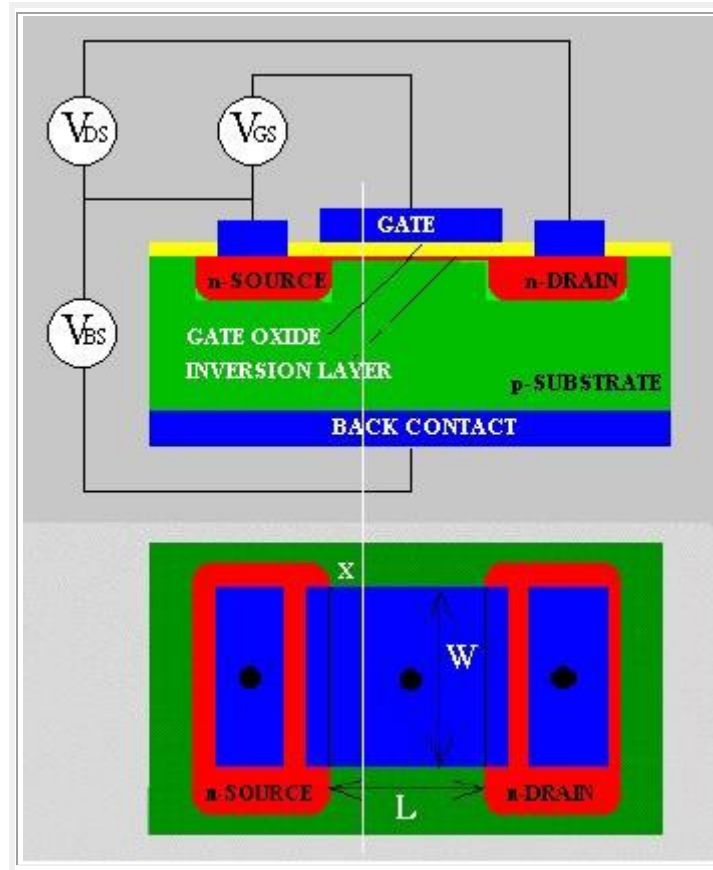 VDS
VGS
GATE
n-SOURCE
n-DRAIN
VBS
GATE OXIDE
INVERSION LAYER
p-SUBSTRATE
BACK CONTACT
x
W
n-SOURCE
L
n-DRAIN